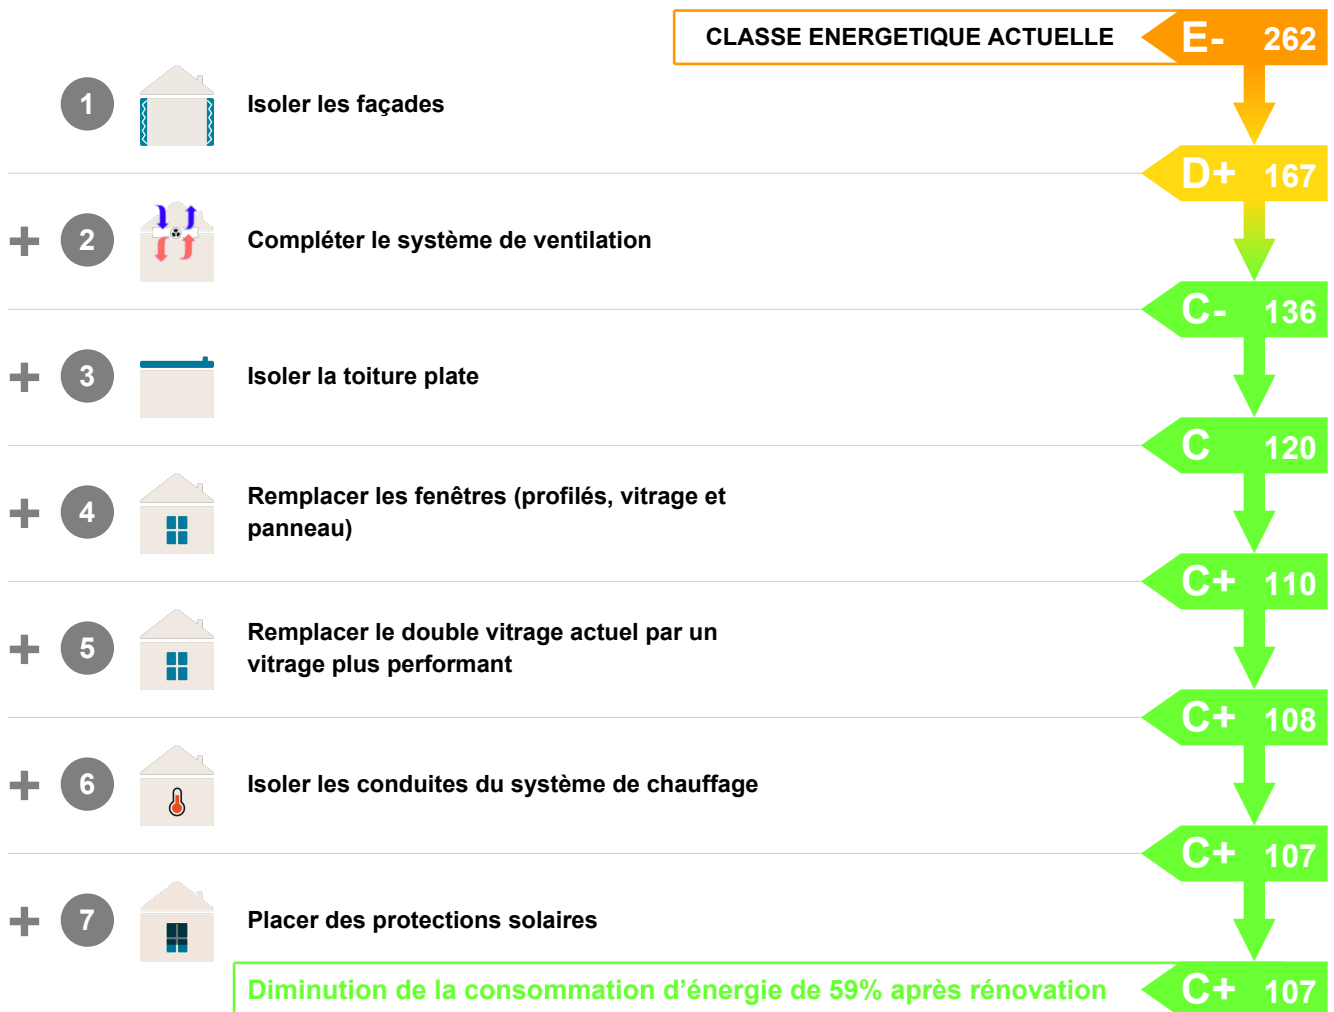 CLASSE ENERGETIQUE ACTUELLE E- 262
1 Isoler les façades
D+ 167
+ 2 Compléter le système de ventilation
C- 136
+ 3 Isoler la toiture plate
C 120
+ 4 Remplacer les fenêtres (profilés, vitrage et
panneau)
C+ 110
+ 5 Remplacer le double vitrage actuel par un
vitrage plus performant
C+ 108
+ 6 Isoler les conduites du système de chauffage
C+ 107
+ 7 Placer des protections solaires
Diminution de la consommation d’énergie de 59% après rénovation C+ 107